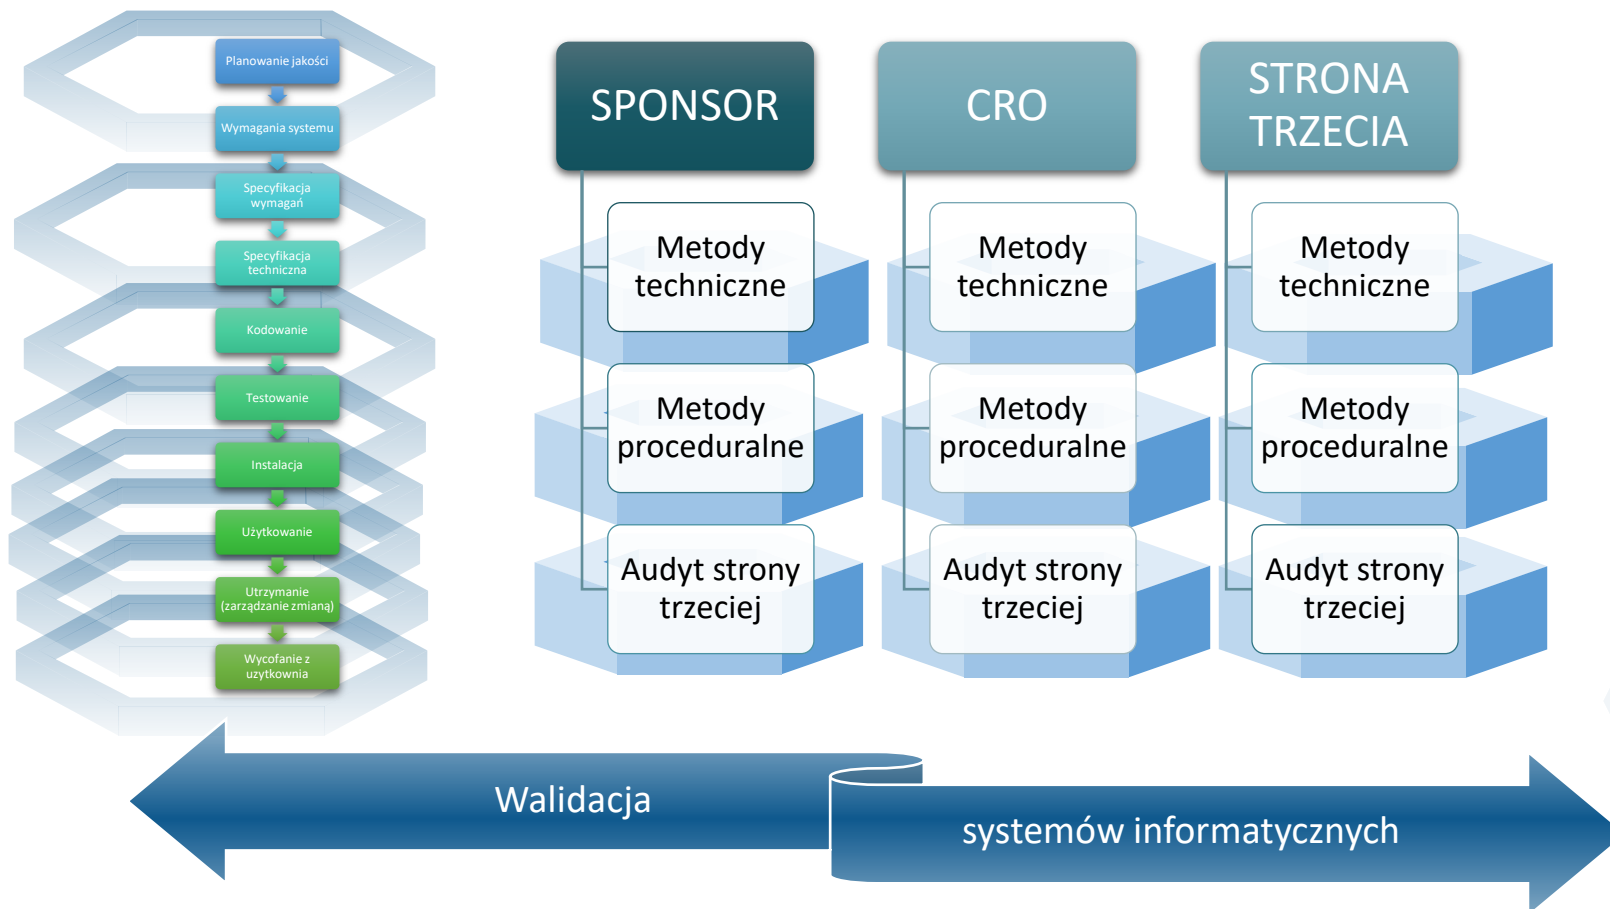 Planowanie jakości
Wymagania systemu
Specyfikacja
wymagań
Specyfikacja
techniczna
Kodowanie
Testowanie
Instalacja
Użytkowanie
Utrzymanie
(zarządzanie zmianą)
Wycofanie z
uzytkownia
SPONSOR
Metody
techniczne
Metody
proceduralne
Audyt strony
trzeciej
CRO
Metody
techniczne
Metody
proceduralne
Audyt strony
trzeciej
STRONA
TRZECIA
Metody
techniczne
Metody
proceduralne
Audyt strony
trzeciej
Walidacja
systemów informatycznych